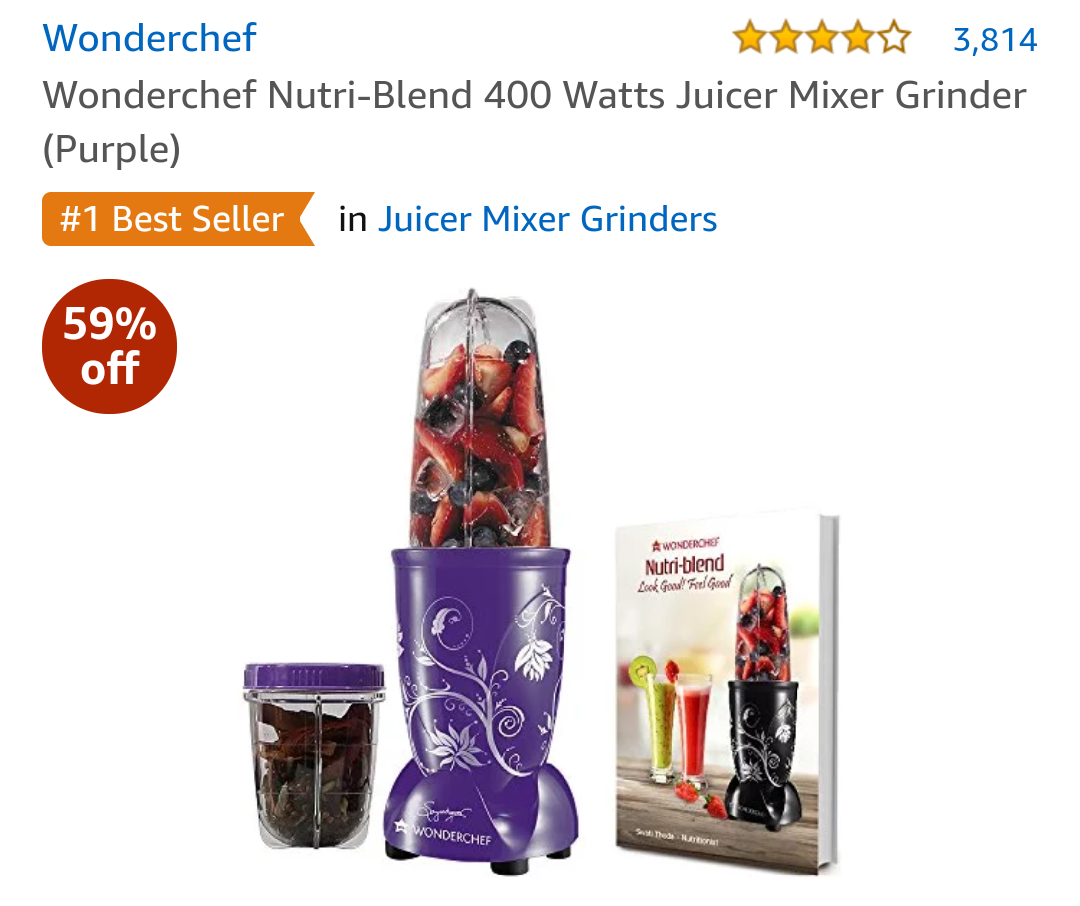 Wonderchef
3,814
Wonderchef Nutri-Blend 400 Watts Juicer Mixer Grinder
(Purple)
#1 Best Seller in Juicer Mixer Grinders
59%
off
WONDERCHEF
Nutri-blend
Look Good! Feel Good
WONDERCHEF